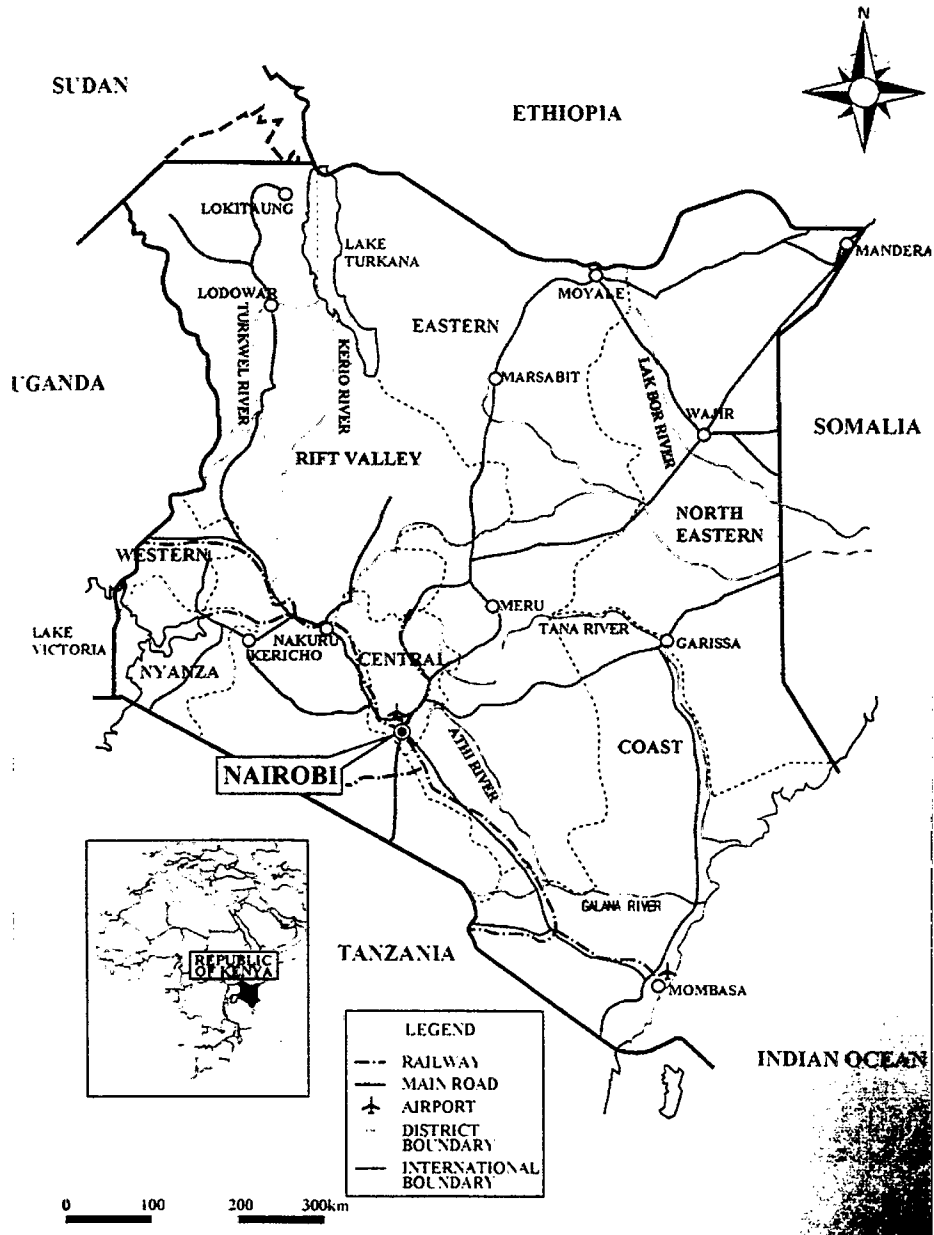 N
SUDAN
ETHIOPIA
LOKITAUNG
LAKE
TURKANA
MANDERA
LODOWAR
MOYALE
EASTERN
TURKWEL RIVER
KERIO RIVER
UGANDA
MARSABIT
LAK BOR RIVER
WAJIR
SOMALIA
RIFT VALLEY
NORTH
EASTERN
WESTERN
MERU
TANA RIVER
GARISSA
LAKE
VICTORIA
NAKURU
KERICHO
CENTRAL
NYANZA
ATHI RIVER
COAST
NAIROBI
GALANA RIVER
TANZANIA
REPUBLIC
OF KENYA
MOMBASA
INDIAN OCEAN
LEGEND
RAILWAY
MAIN ROAD
AIRPORT
DISTRICT
BOUNDARY
INTERNATIONAL
BOUNDARY
0 100 300km